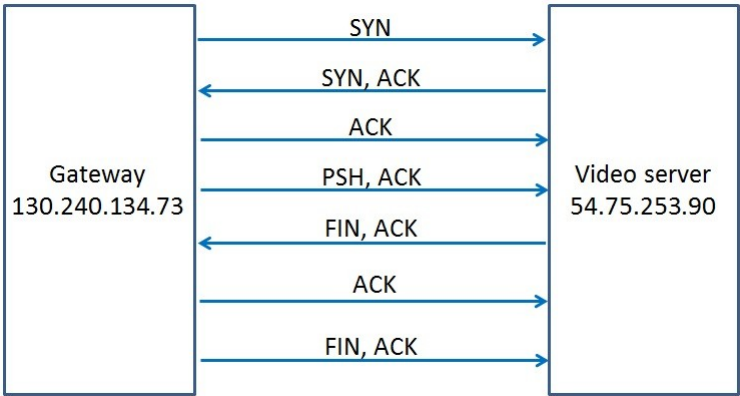 SYN
SYN, ACK
ACK
Gateway
130.240.134.73
PSH, ACK
Video server
54.75.253.90
FIN, ACK
ACK
FIN, ACK